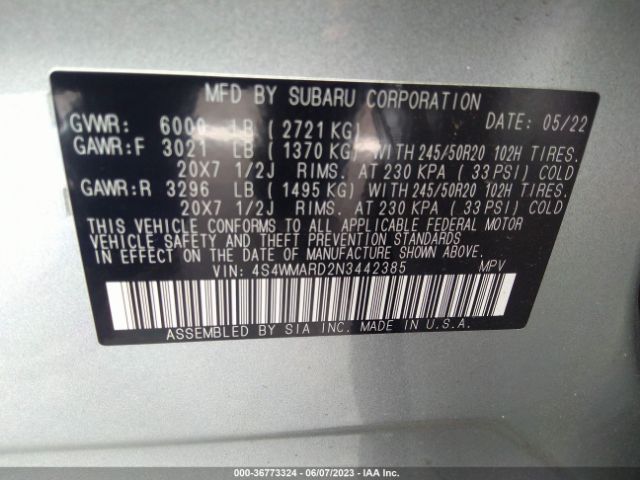 MFD BY SUBARU CORPORATION
GVWR: 6000 LB (2721 KG) DATE: 05/22
GAWR:F 3021 LB (1370 KG) WITH 245/50R20 102H TIRES.
20X7 1/2J RIMS. AT 230 KPA (33 PSI) COLD
GAWR:R 3296 LB (1495 KG) WITH 245/50R20 102H TIRES.
20X7 1/2J RIMS. AT 230 KPA (33 PSI) COLD
THIS VEHICLE CONFORMS TO ALL APPLICABLE FEDERAL MOTOR
VEHICLE SAFETY AND THEFT PREVENTION STANDARDS
IN EFFECT ON THE DATE OF MANUFACTURE SHOWN ABOVE.
VIN: 4S4WMARD2N3442385 MPV
ASSEMBLED BY SIA INC. MADE IN U.S.A.
000-36773324 | 06/07/2023 - IAA Inc.